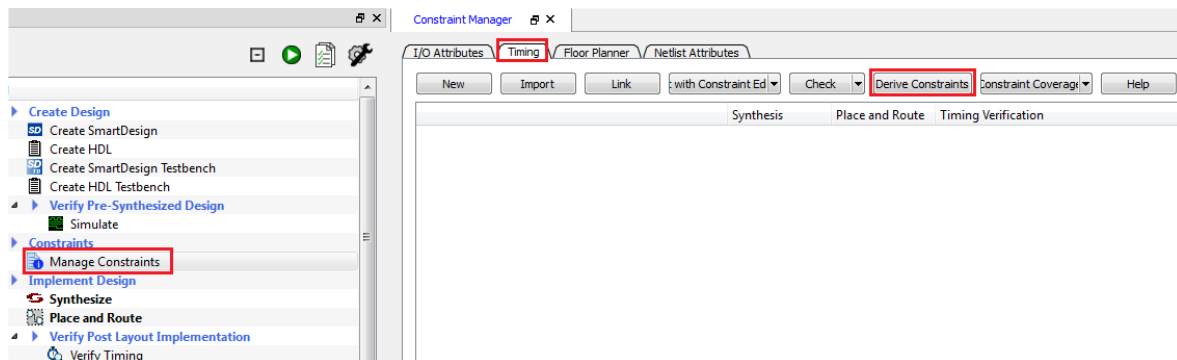 Constraint Manager
I/O Attributes Timing Floor Planner Netlist Attributes
New Import Link with Constraint Ed Check Derive Constraints Constraint Coverage Help
Synthesis Place and Route Timing Verification
Create Design
SD Create SmartDesign
Create HDL
Create SmartDesign Testbench
Create HDL Testbench
Verify Pre-Synthesized Design
Simulate
Constraints
Manage Constraints
Implement Design
Synthesize
Place and Route
Verify Post Layout Implementation
Verify Timing